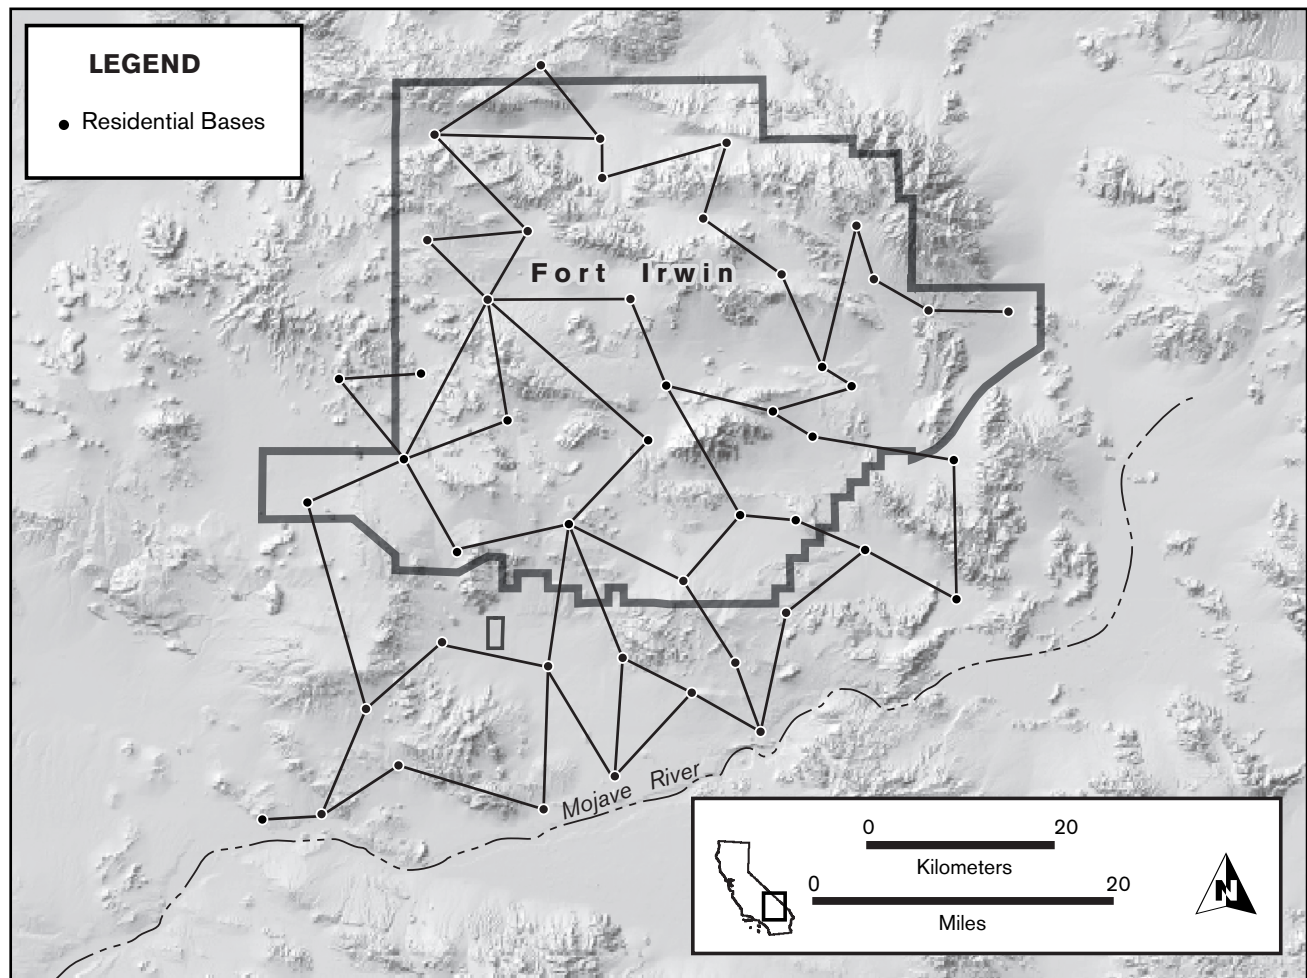 LEGEND
Residential Bases
Fort Irwin
Mojave River
0 20
Kilometers
0 20
Miles
N